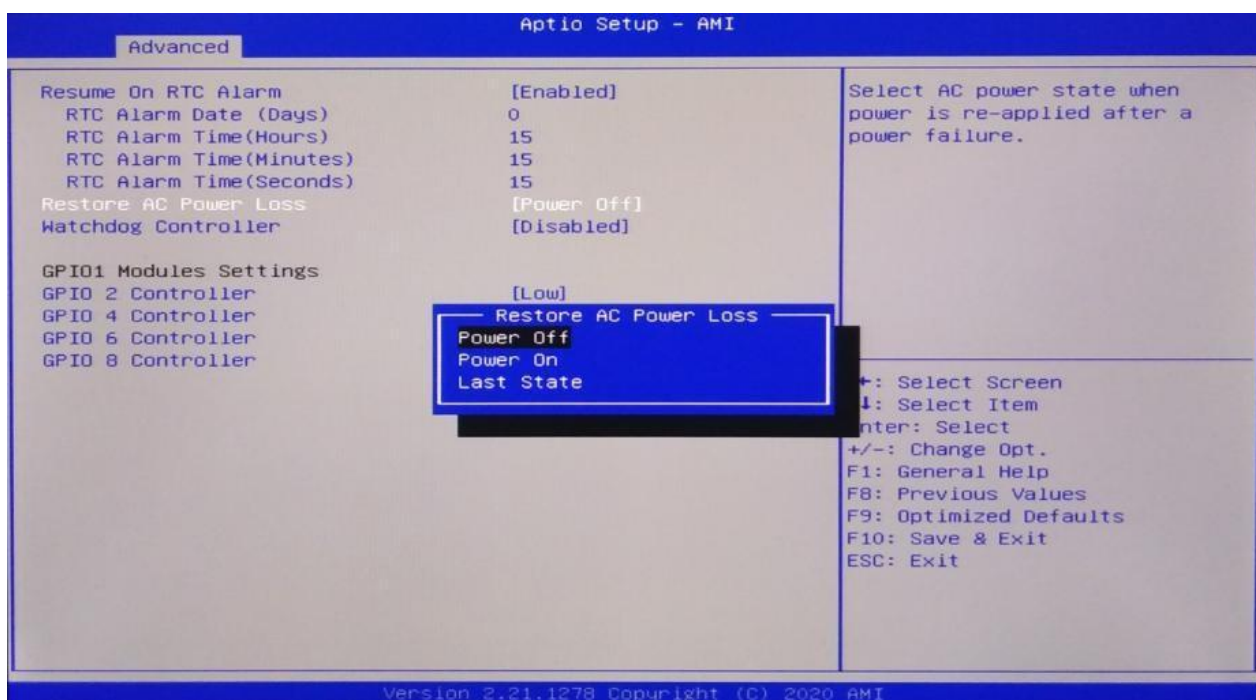 Aptio Setup - AMI
Advanced
Resume On RTC Alarm [Enabled]
RTC Alarm Date (Days) 0
RTC Alarm Time(Hours) 15
RTC Alarm Time(Minutes) 15
RTC Alarm Time(Seconds) 15
Restore AC Power Loss [Power Off]
Watchdog Controller [Disabled]
GPIO1 Modules Settings
GPIO 2 Controller [Low]
GPIO 4 Controller
GPIO 6 Controller
GPIO 8 Controller
Restore AC Power Loss
Power Off
Power On
Last State
Select AC power state when
power is re-applied after a
power failure.
: Select Screen
: Select Item
nter: Select
+/-: Change Opt.
F1: General Help
F8: Previous Values
F9: Optimized Defaults
F10: Save & Exit
ESC: Exit
Version 2.21.1278 Copyright (C) 2020 AMI